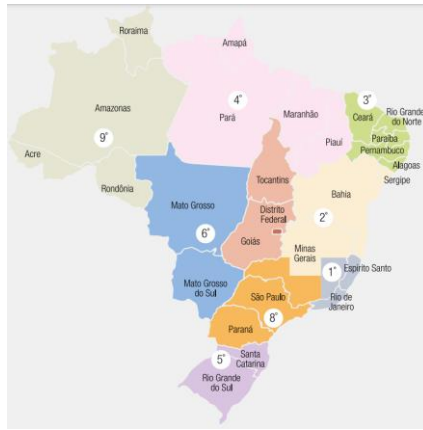 Roraima
Amapá
Amazonas
9°
4°
Pará
Maranhão
Piauí
3°
Ceará
Rio Grande
do Norte
Paraíba
Pernambuco
Alagoas
Sergipe
Acre
Rondônia
Tocantins
Bahia
Mato Grosso
6°
Distrito
Federal
2°
Goiás
Minas
Gerais
1°
Espírito Santo
Mato Grosso
do Sul
São Paulo
8°
Rio de
Janeiro
Paraná
5°
Santa
Catarina
Rio Grande
do Sul